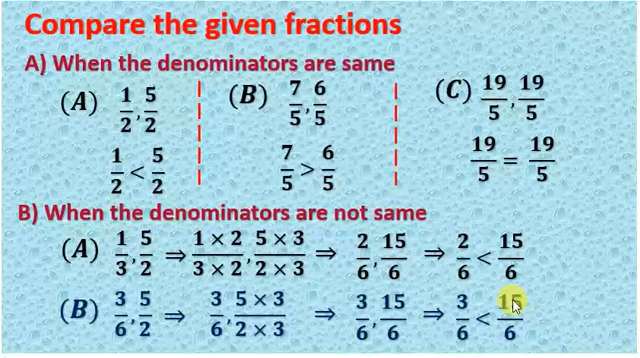 Compare the given fractions
A) When the denominators are same
(A) 1/2, 5/2 (B) 7/5, 6/5 (C) 19/5, 19/5
1/2 < 5/2 7/5 > 6/5 19/5 = 19/5
B) When the denominators are not same
(A) 1/3, 5/2 ⇒ 1 × 2/3 × 2, 5 × 3/2 × 3 ⇒ 2/6, 15/6 ⇒ 2/6 < 15/6
(B) 3/6, 5/2 ⇒ 3/6, 5 × 3/2 × 3 ⇒ 3/6, 15/6 ⇒ 3/6 < 15/6